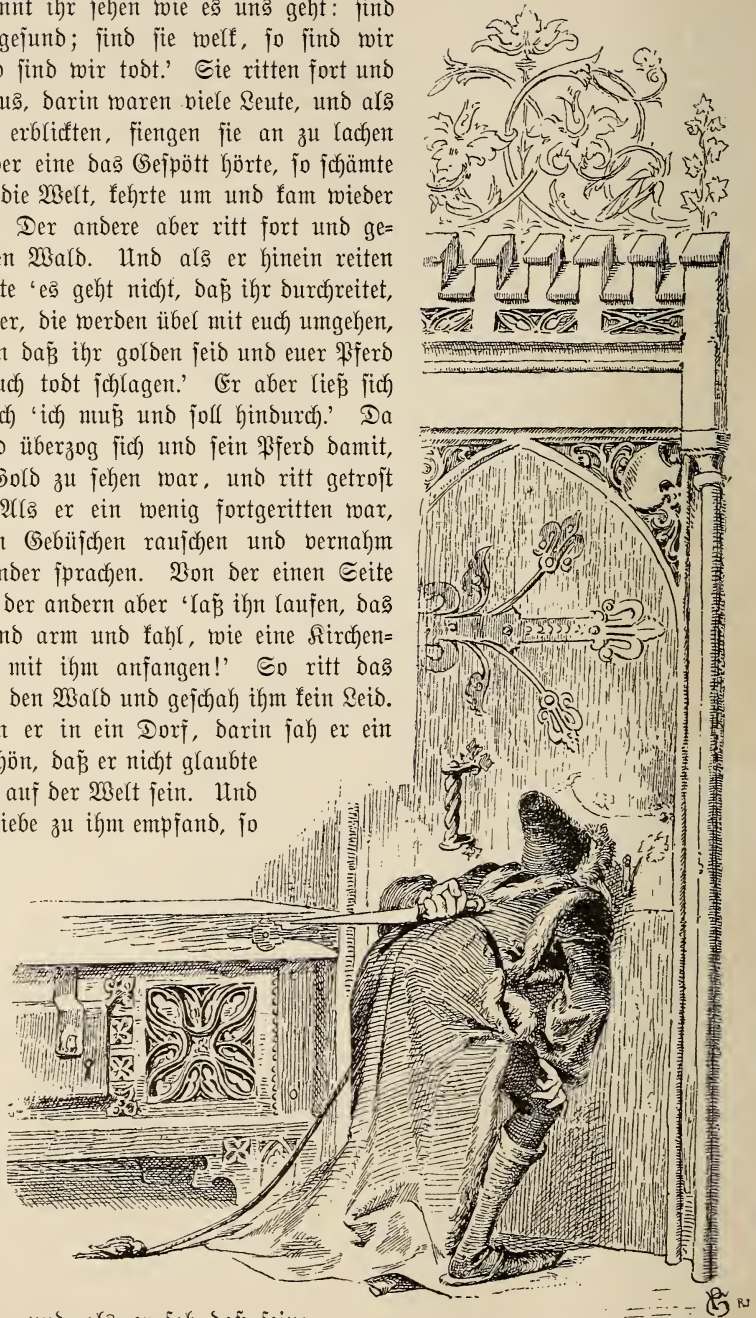 nnt ihr sehen wie es uns geht: sind
gesund; sind sie welk, so sind wir
sind wir todt.’ Sie ritten fort und
us, darin waren viele Leute, und als
erblickten, fiengen sie an zu lachen
er eine das Gespött hörte, so schämte
die Welt, kehrte um und kam wieder
Der andere aber ritt fort und ge=
n Wald. Und als er hinein reiten
te ‘es geht nicht, daß ihr durchreitet,
er, die werden übel mit euch umgehen,
n daß ihr golden seid und euer Pferd
uch todt schlagen.’ Er aber ließ sich
ch ‘ich muß und soll hindurch.’ Da
überzog sich und sein Pferd damit,
Gold zu sehen war, und ritt getrost
Als er ein wenig fortgeritten war,
n Gebüschen rauschen und vernahm
nder sprachen. Von der einen Seite
der andern aber ‘laß ihn laufen, das
nd arm und kahl, wie eine Kirchen=
mit ihm anfangen!’ So ritt das
den Wald und geschah ihm kein Leid.
n er in ein Dorf, darin sah er ein
hön, daß er nicht glaubte
auf der Welt sein. Und
iebe zu ihm empfand, so
und als er sah daß seine